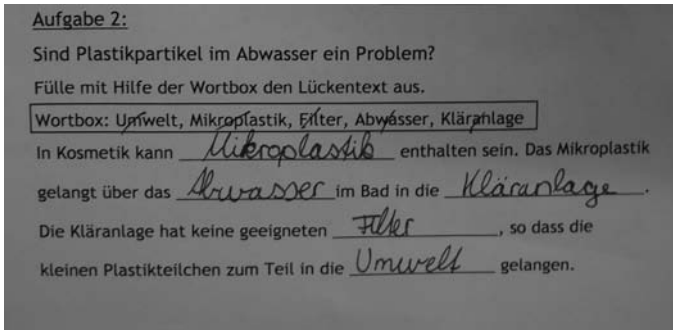 Aufgabe 2:
Sind Plastikpartikel im Abwasser ein Problem?
Fülle mit Hilfe der Wortbox den Lückentext aus.
Wortbox: Umwelt, Mikroplastik, Filter, Abwasser, Kläranlage
In Kosmetik kann Mikroplastik enthalten sein. Das Mikroplastik
gelangt über das Abwasser im Bad in die Kläranlage.
Die Kläranlage hat keine geeigneten Filter, so dass die
kleinen Plastikteilchen zum Teil in die Umwelt gelangen.